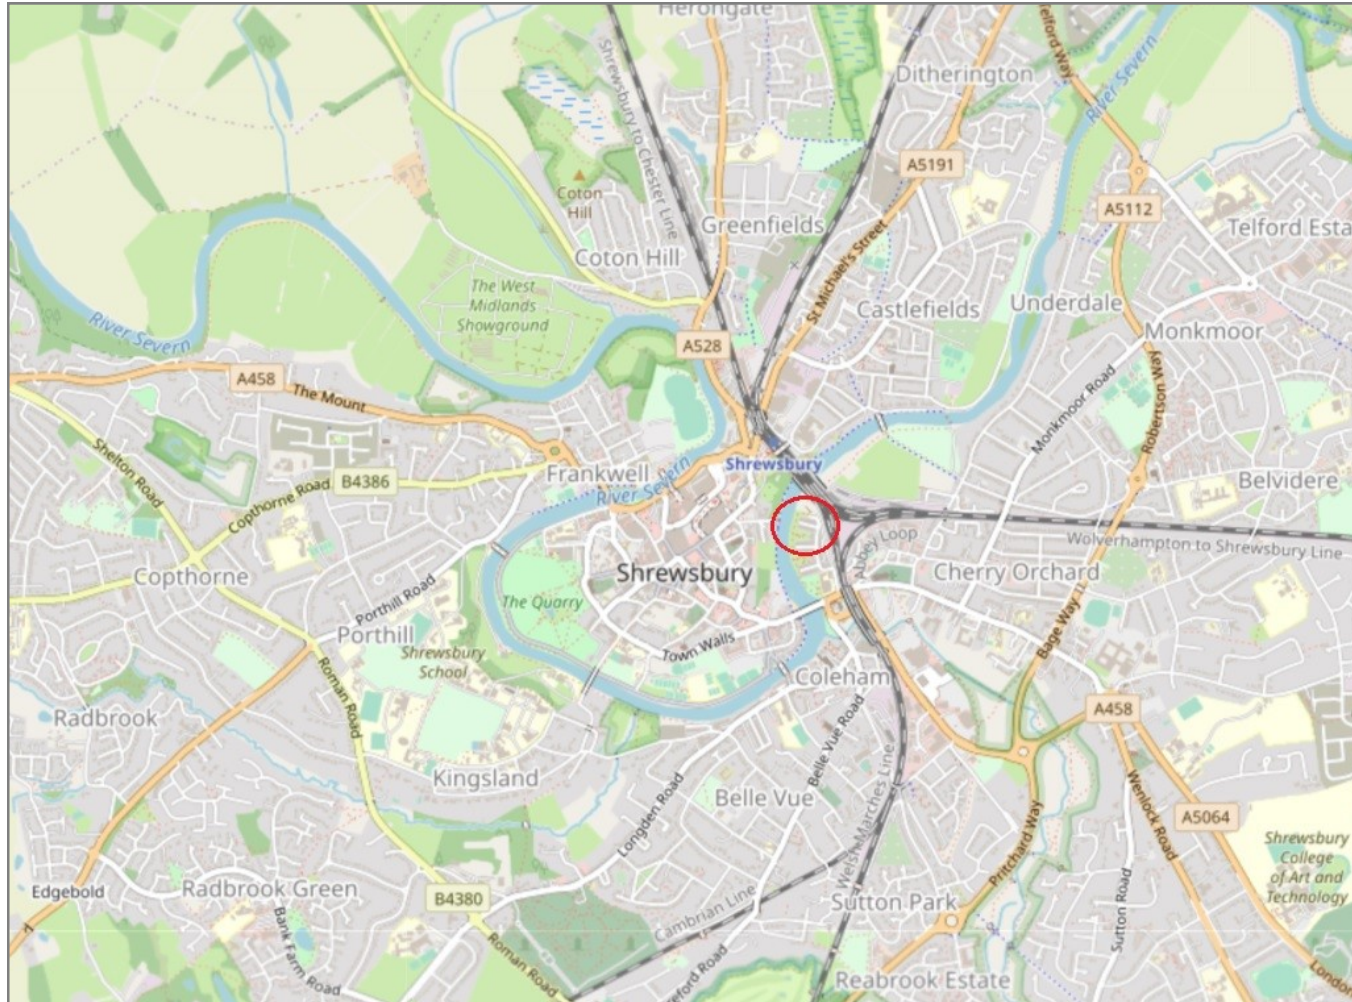 Herongate
Telford Way
River Severn
Ditherington
Shrewsbury to Chester Line
A5191
Coton
Hill
A5112
Greenfields
Telford Esta
St Michael's Street
Coton Hill
The West
Midlands
Showground
Castlefields
Underdale
River Severn
Monkmoor
A528
A458
The Mount
Robertson Way
Monkmoor Road
Shelton Road
Shrewsbury
Frankwell
B4386
River Severn
Belvidere
Copthorne Road
Abbey Loop
Wolverhampton to Shrewsbury Line
Copthorne
Shrewsbury
Cherry Orchard
Porthill Road
The Quarry
Bage Way
Porthill
Town Walls
Shrewsbury
School
Coleham
Roman Road
Radbrook
A458
Belle Vue Road
Kingsland
Welsh Marches Line
Belle Vue
Longden Road
Wenlock Road
A5064
Pritchard Way
Shrewsbury
College
of Art and
Technology
Edgebold
Radbrook Green
B4380
Sutton Park
Cambrian Line
Sutton Road
Bank Farm Road
Roman Road
eford Road
Reabrook Estate
London